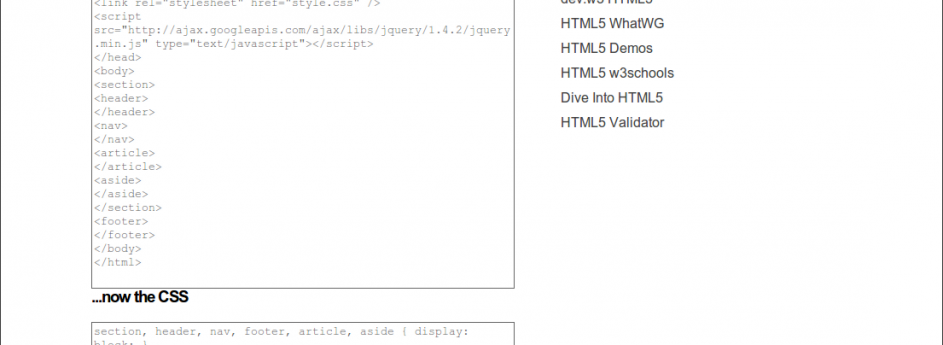 <link rel="stylesheet" href="style.css" />
<script
src="http://ajax.googleapis.com/ajax/libs/jquery/1.4.2/jquery
.min.js" type="text/javascript"></script>
</head>
<body>
<section>
<header>
</header>
<nav>
</nav>
<article>
</article>
<aside>
</aside>
</section>
<footer>
</footer>
</body>
</html>
...now the CSS
section, header, nav, footer, article, aside { display:
block; }
dev.w3 HTML5
HTML5 WhatWG
HTML5 Demos
HTML5 w3schools
Dive Into HTML5
HTML5 Validator